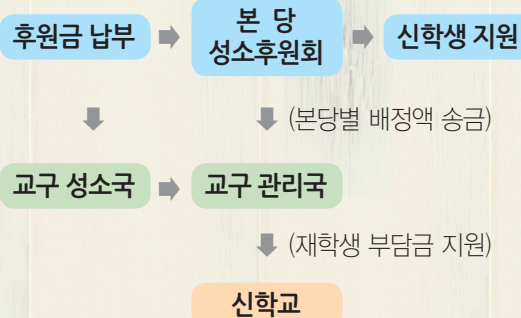 후원금 납부
본 당
성소후원회
신학생 지원
(본당별 배정액 송금)
교구 성소국
교구 관리국
(재학생 부담금 지원)
신학교